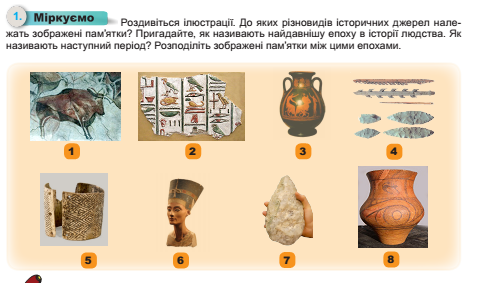 1. Міркуємо Роздивіться ілюстрації. До яких різновидів історичних джерел нале-
жать зображені пам'ятки? Пригадайте, як називають найдавнішу епоху в історії людства. Як
називають наступний період? Розподіліть зображені пам'ятки між цими епохами.
1 2 3 4
5 6 7 8